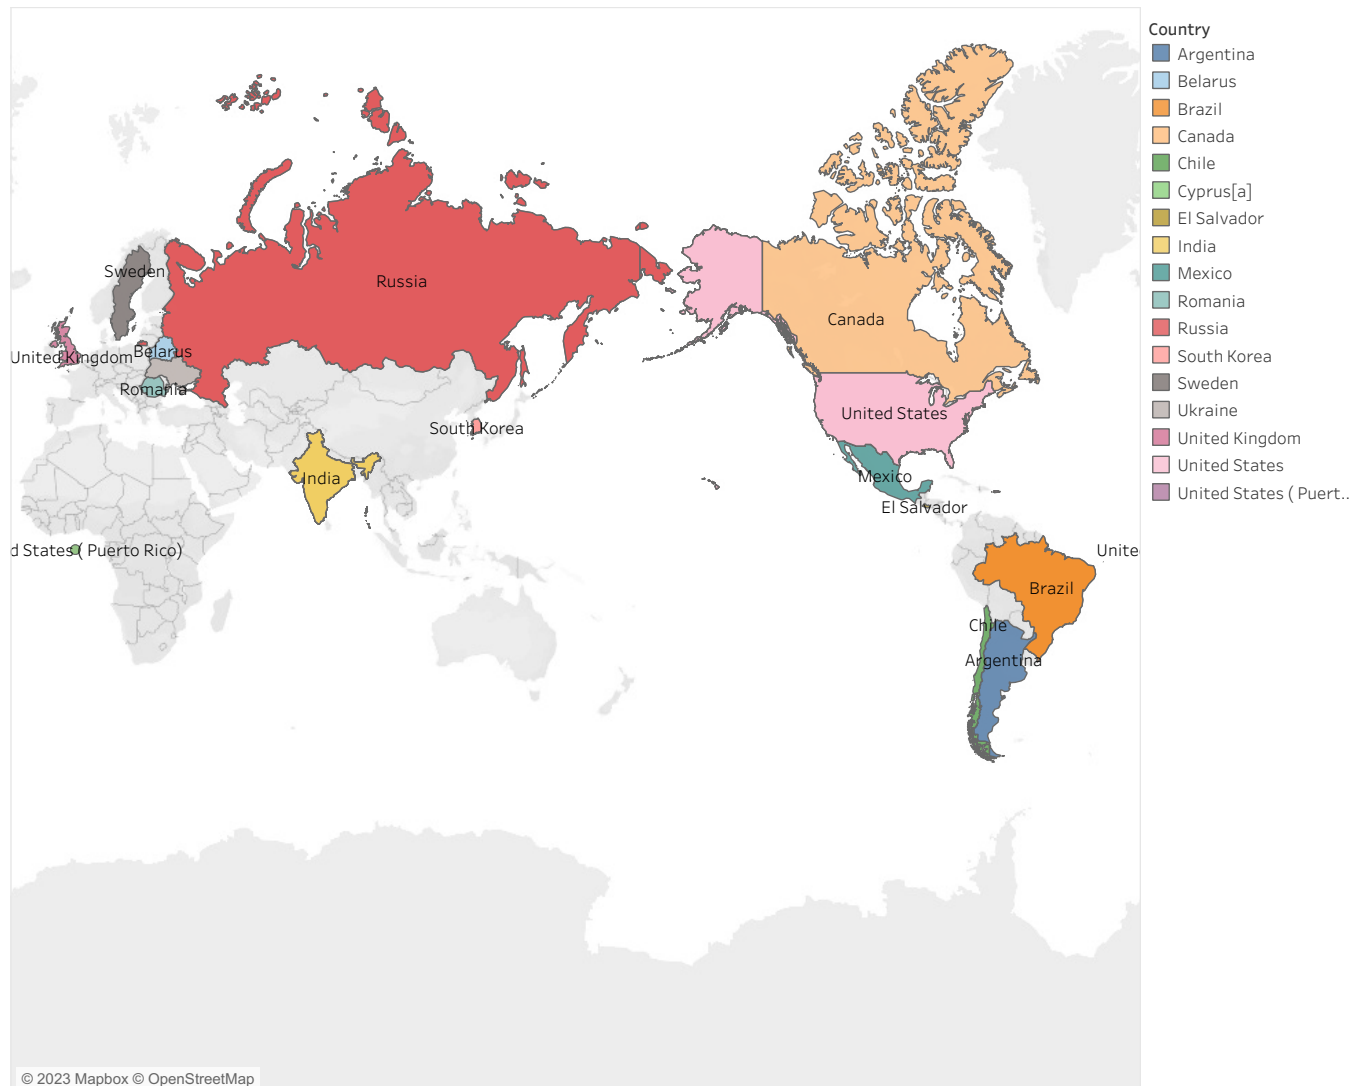 Country
Argentina
Belarus
Brazil
Canada
Chile
Cyprus[a]
El Salvador
India
Mexico
Romania
Russia
South Korea
Sweden
Ukraine
United Kingdom
United States
United States ( Puert..
Sweden
Russia
Canada
United Kingdom
Belarus
Romania
United States
South Korea
India
Mexico
El Salvador
d States ( Puerto Rico)
Unite
Brazil
Chile
Argentina
© 2023 Mapbox © OpenStreetMap